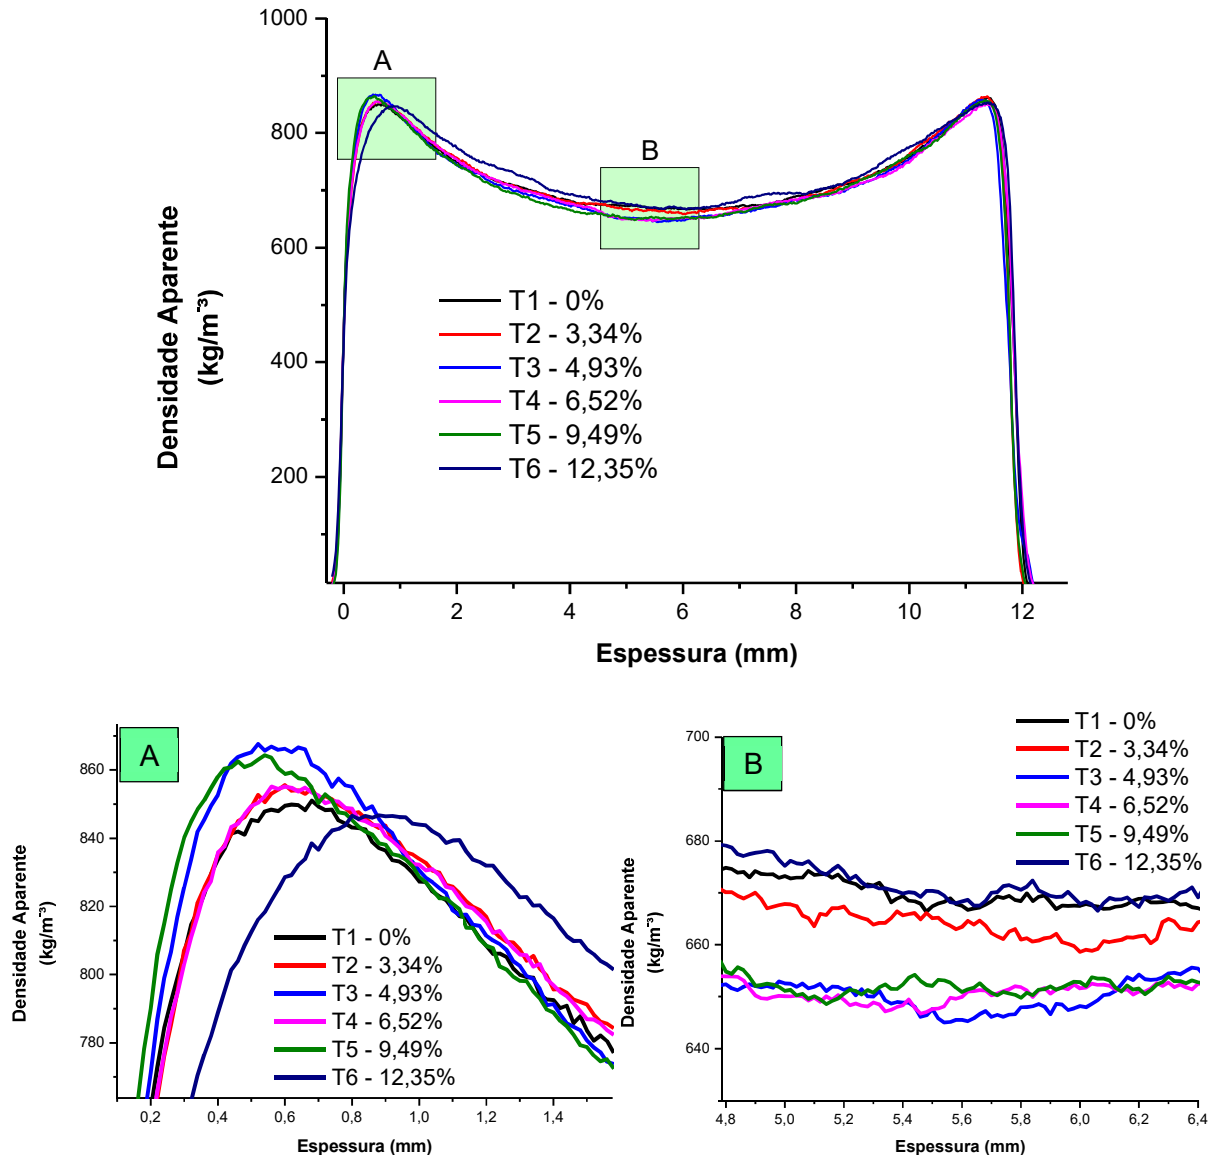 1000
800
600
400
200
Densidade Aparente
(kg/m⁻³)
A
B
T1 - 0%
T2 - 3,34%
T3 - 4,93%
T4 - 6,52%
T5 - 9,49%
T6 - 12,35%
0 2 4 6 8 10 12
Espessura (mm)
A
860
840
820
800
780
Densidade Aparente
(kg/m⁻³)
T1 - 0%
T2 - 3,34%
T3 - 4,93%
T4 - 6,52%
T5 - 9,49%
T6 - 12,35%
0,2 0,4 0,6 0,8 1,0 1,2 1,4
Espessura (mm)
B
T1 - 0%
T2 - 3,34%
T3 - 4,93%
T4 - 6,52%
T5 - 9,49%
T6 - 12,35%
700
680
660
640
Densidade Aparente
(kg/m⁻³)
4,8 5,0 5,2 5,4 5,6 5,8 6,0 6,2 6,4
Espessura (mm)